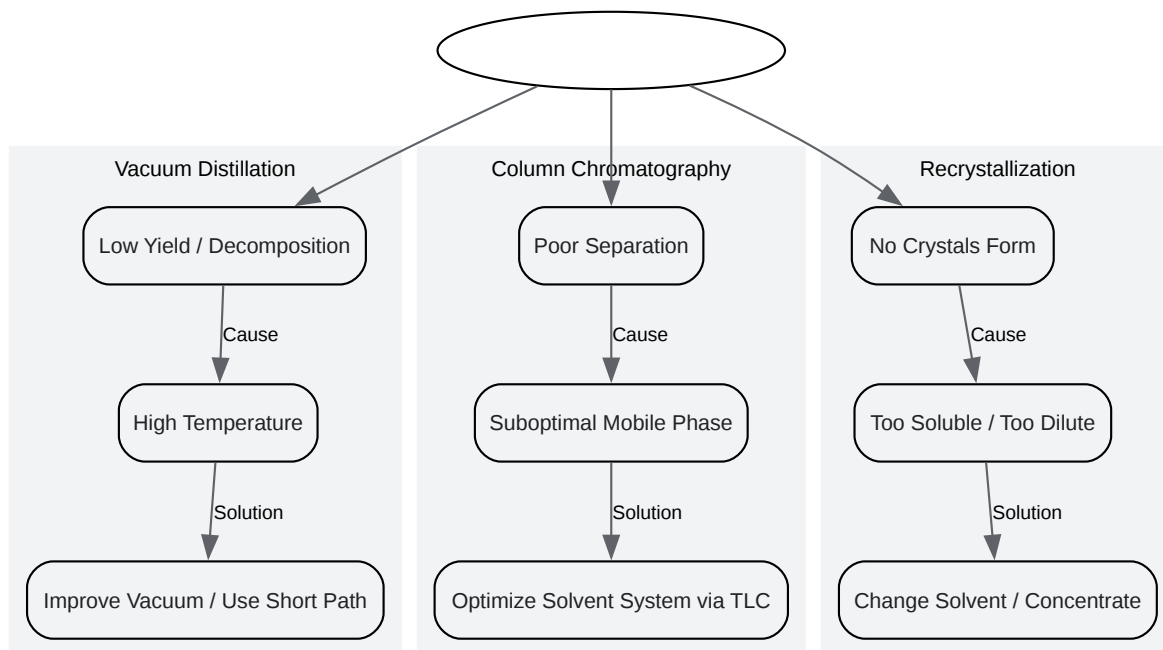 Vacuum Distillation
Column Chromatography
Recrystallization
Low Yield / Decomposition
Poor Separation
No Crystals Form
Cause
Cause
Cause
High Temperature
Suboptimal Mobile Phase
Too Soluble / Too Dilute
Solution
Solution
Solution
Improve Vacuum / Use Short Path
Optimize Solvent System via TLC
Change Solvent / Concentrate